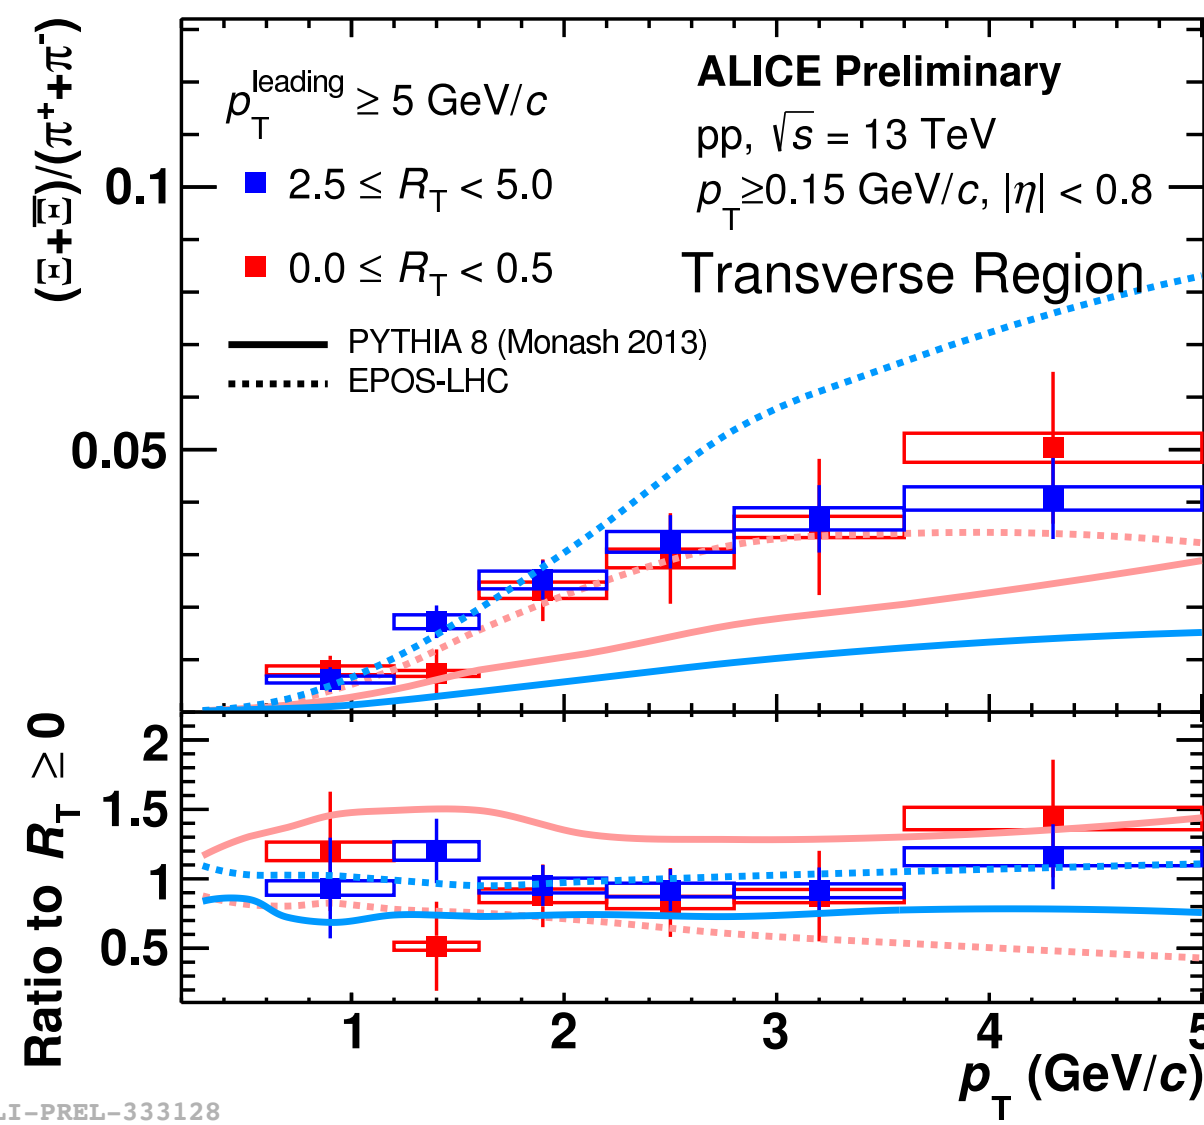 (Ξ+Ξ̅)/(π⁺+π⁻)
p_T^leading ≥ 5 GeV/c
2.5 ≤ R_T < 5.0
0.0 ≤ R_T < 0.5
PYTHIA 8 (Monash 2013)
EPOS-LHC
ALICE Preliminary
pp, √s = 13 TeV
p_T≥0.15 GeV/c, |η| < 0.8
Transverse Region
0.1
0.05
Ratio to R_T ≥ 0
2
1.5
1
0.5
1 2 3 4 5
p_T (GeV/c)
LI-PREL-333128